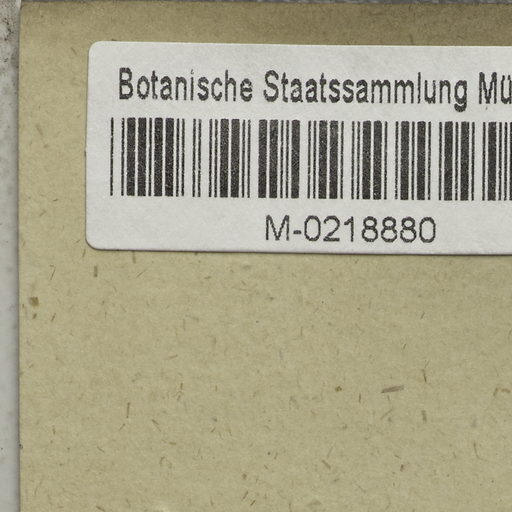 Botanische Staatssammlung Mü
M-0218880